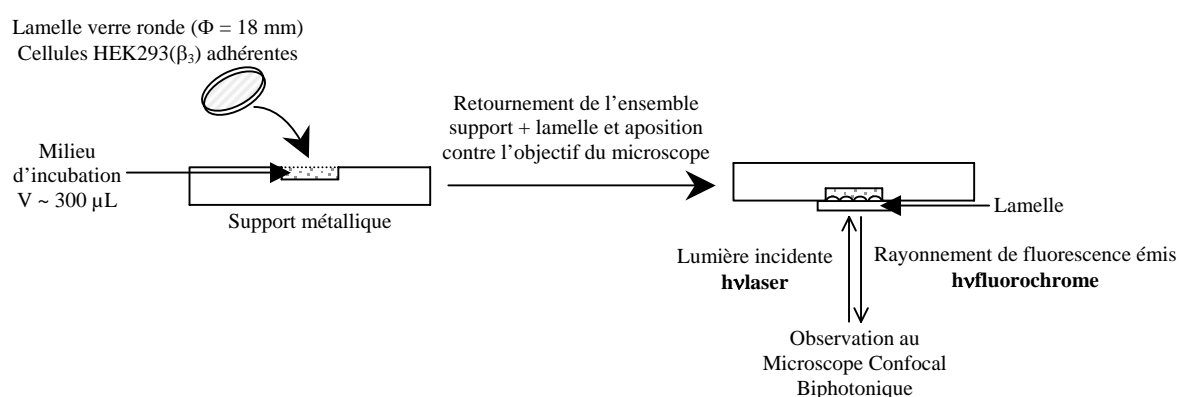 Lamelle verre ronde (Φ = 18 mm)
Cellules HEK293(β₃) adhérentes
Milieu
d'incubation
V ~ 300 µL
Support métallique
Retournement de l'ensemble
support + lamelle et aposition
contre l'objectif du microscope
Lamelle
Lumière incidente
hνlaser
Rayonnement de fluorescence émis
hνfluorochrome
Observation au
Microscope Confocal
Biphotonique